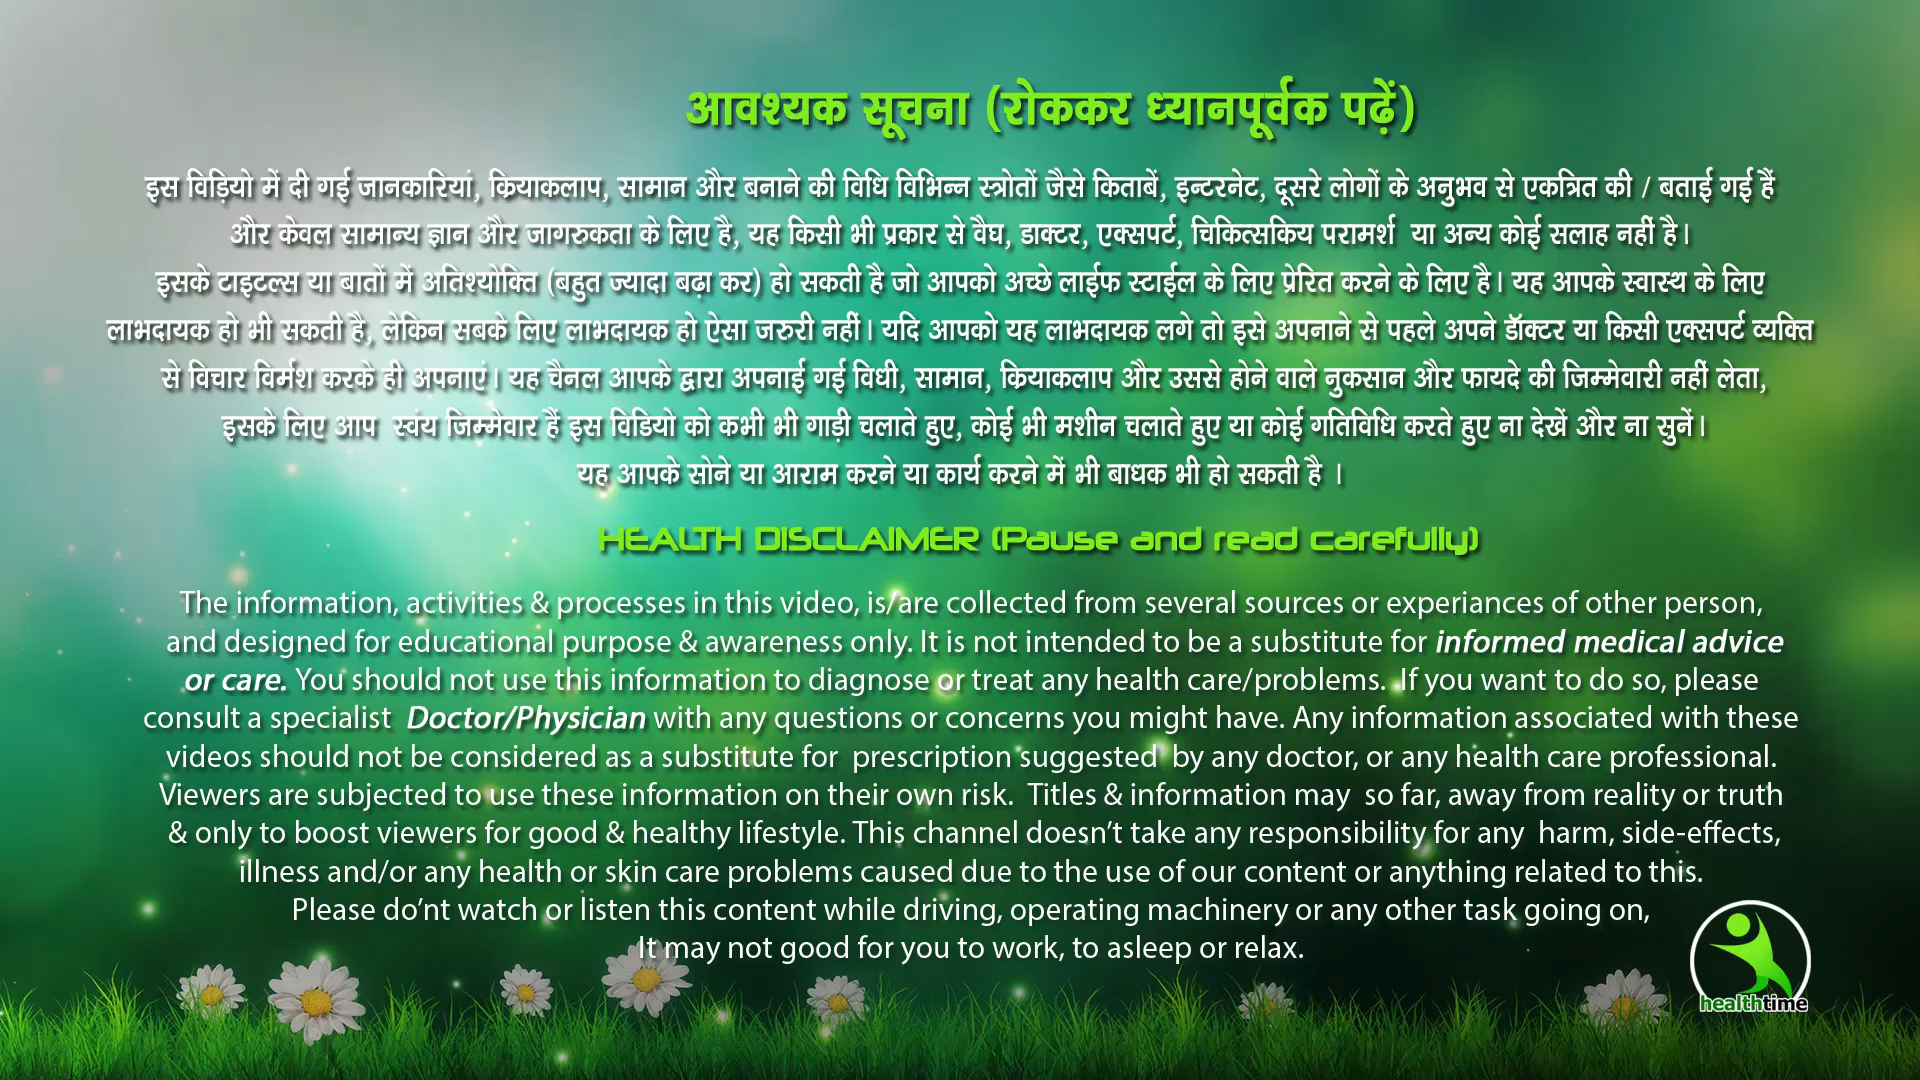 आवश्यक सूचना (रोककर ध्यानपूर्वक पढ़ें)
इस विड़ियो में दी गई जानकारियां, क्रियाकलाप, सामान और बनाने की विधि विभिन्न स्त्रोतों जैसे किताबें, इन्टरनेट, दूसरे लोगों के अनुभव से एकत्रित की / बताई गई हैं
और केवल सामान्य ज्ञान और जागरुकता के लिए है, यह किसी भी प्रकार से वैघ, डाक्टर, एक्सपर्ट, चिकित्सकिय परामर्श या अन्य कोई सलाह नहीं है।
इसके टाइटल्स या बातों में अतिश्योक्ति (बहुत ज्यादा बढ़ा कर) हो सकती है जो आपको अच्छे लाईफ स्टाईल के लिए प्रेरित करने के लिए है। यह आपके स्वास्थ के लिए
लाभदायक हो भी सकती है, लेकिन सबके लिए लाभदायक हो ऐसा जरुरी नहीं। यदि आपको यह लाभदायक लगे तो इसे अपनाने से पहले अपने डॉक्टर या किसी एक्सपर्ट व्यक्ति
से विचार विर्मश करके ही अपनाएं। यह चैनल आपके द्वारा अपनाई गई विधी, सामान, क्रियाकलाप और उससे होने वाले नुकसान और फायदे की जिम्मेवारी नहीं लेता,
इसके लिए आप स्वंय जिम्मेवार हैं इस विडियो को कभी भी गाड़ी चलाते हुए, कोई भी मशीन चलाते हुए या कोई गतिविधि करते हुए ना देखें और ना सुनें।
यह आपके सोने या आराम करने या कार्य करने में भी बाधक भी हो सकती है ।
HEALTH DISCLAIMER (Pause and read carefully)
The information, activities & processes in this video, is/are collected from several sources or experiances of other person,
and designed for educational purpose & awareness only. It is not intended to be a substitute for informed medical advice
or care. You should not use this information to diagnose or treat any health care/problems. If you want to do so, please
consult a specialist Doctor/Physician with any questions or concerns you might have. Any information associated with these
videos should not be considered as a substitute for prescription suggested by any doctor, or any health care professional.
Viewers are subjected to use these information on their own risk. Titles & information may so far, away from reality or truth
& only to boost viewers for good & healthy lifestyle. This channel doesn't take any responsibility for any harm, side-effects,
illness and/or any health or skin care problems caused due to the use of our content or anything related to this.
Please do'nt watch or listen this content while driving, operating machinery or any other task going on,
It may not good for you to work, to asleep or relax.
healthtime